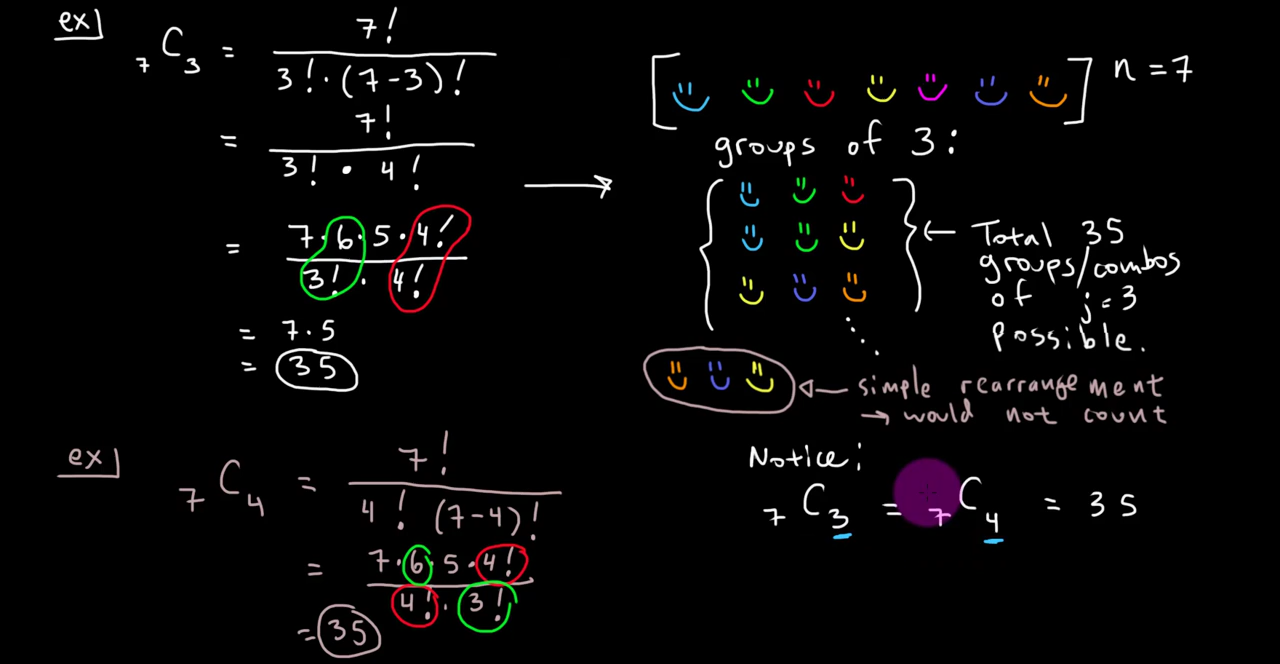 ex)
₇C₃ = 7! / 3!·(7-3)!
= 7! / 3! · 4!
= 7·6·5·4! / 3!· 4!
= 7·5
= 35
[ ] n = 7
groups of 3:
{ } ← Total 35
groups/combos
of j=3
possible.
← simple rearrangement
→ would not count
ex)
₇C₄ = 7! / 4! (7-4)!
= 7·6·5·4! / 4!·3!
= 35
Notice:
₇C₃ = ₇C₄ = 35